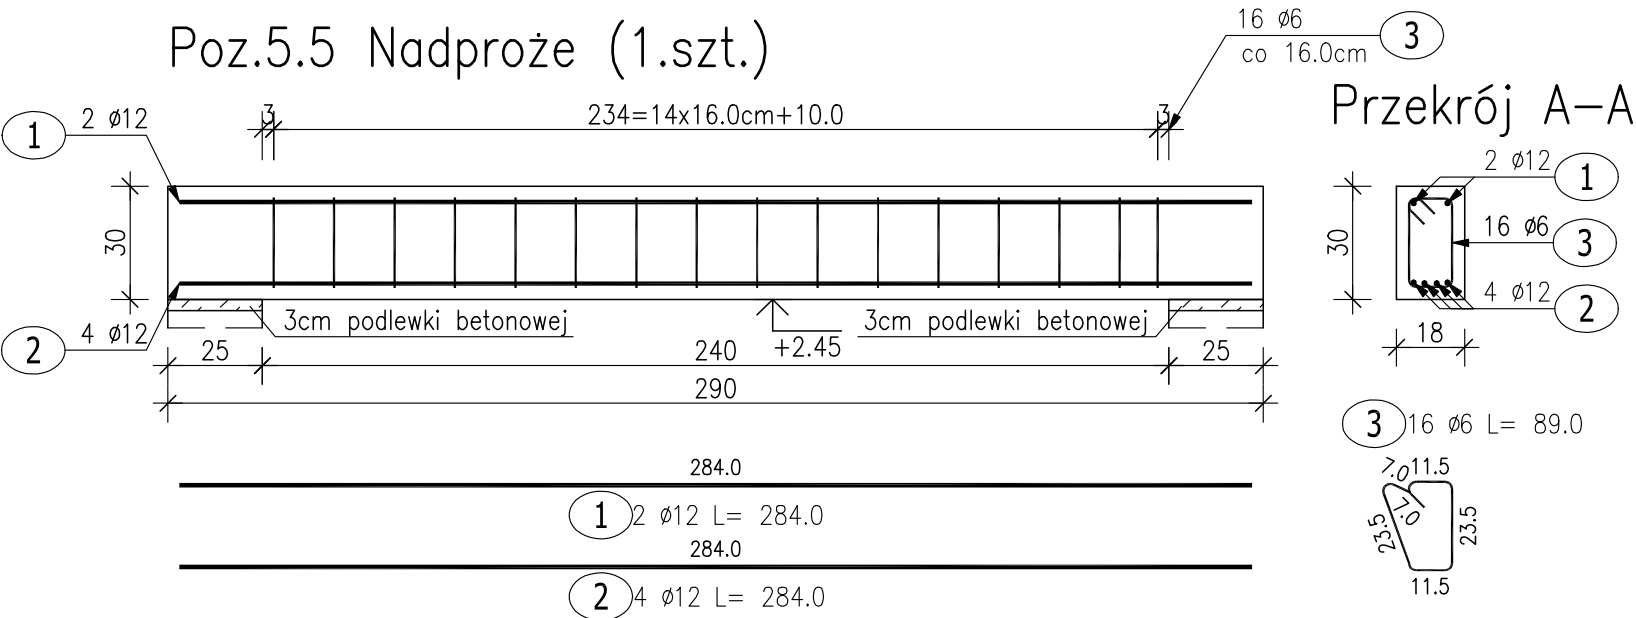 Poz.5.5 Nadproże (1.szt.)
16 ø6
co 16.0cm
3
Przekrój A-A
1
2 ø12
3
234=14x16.0cm+10.0
3
30
2
4 ø12
3cm podlewki betonowej
+2.45
3cm podlewki betonowej
25
240
25
290
30
2 ø12
1
16 ø6
3
4 ø12
2
18
284.0
1
2 ø12 L= 284.0
284.0
2
4 ø12 L= 284.0
3
16 ø6 L= 89.0
7.0
11.5
7.0
23.5
23.5
11.5